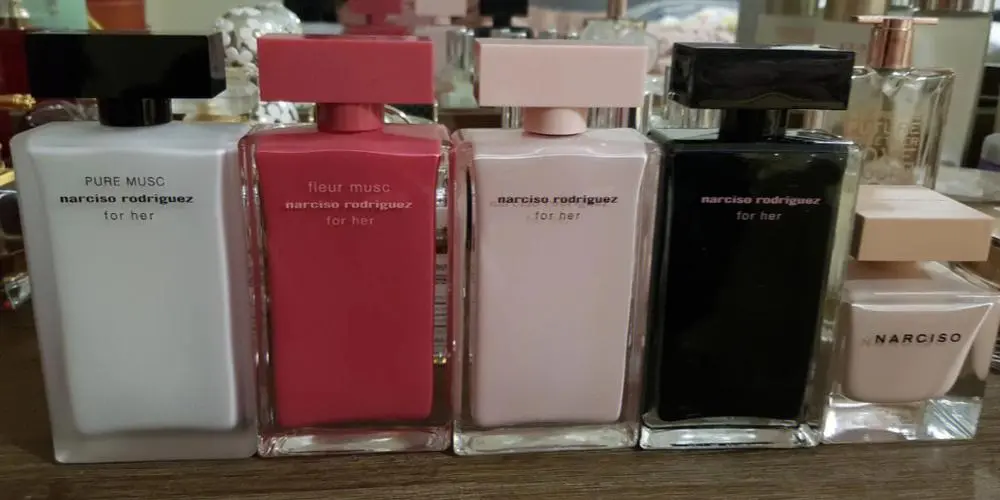 PURE MUSC
narciso rodriguez
for her
fleur musc
narciso rodriguez
for her
narciso rodriguez
for her
narciso rodriguez
for her
NARCISO